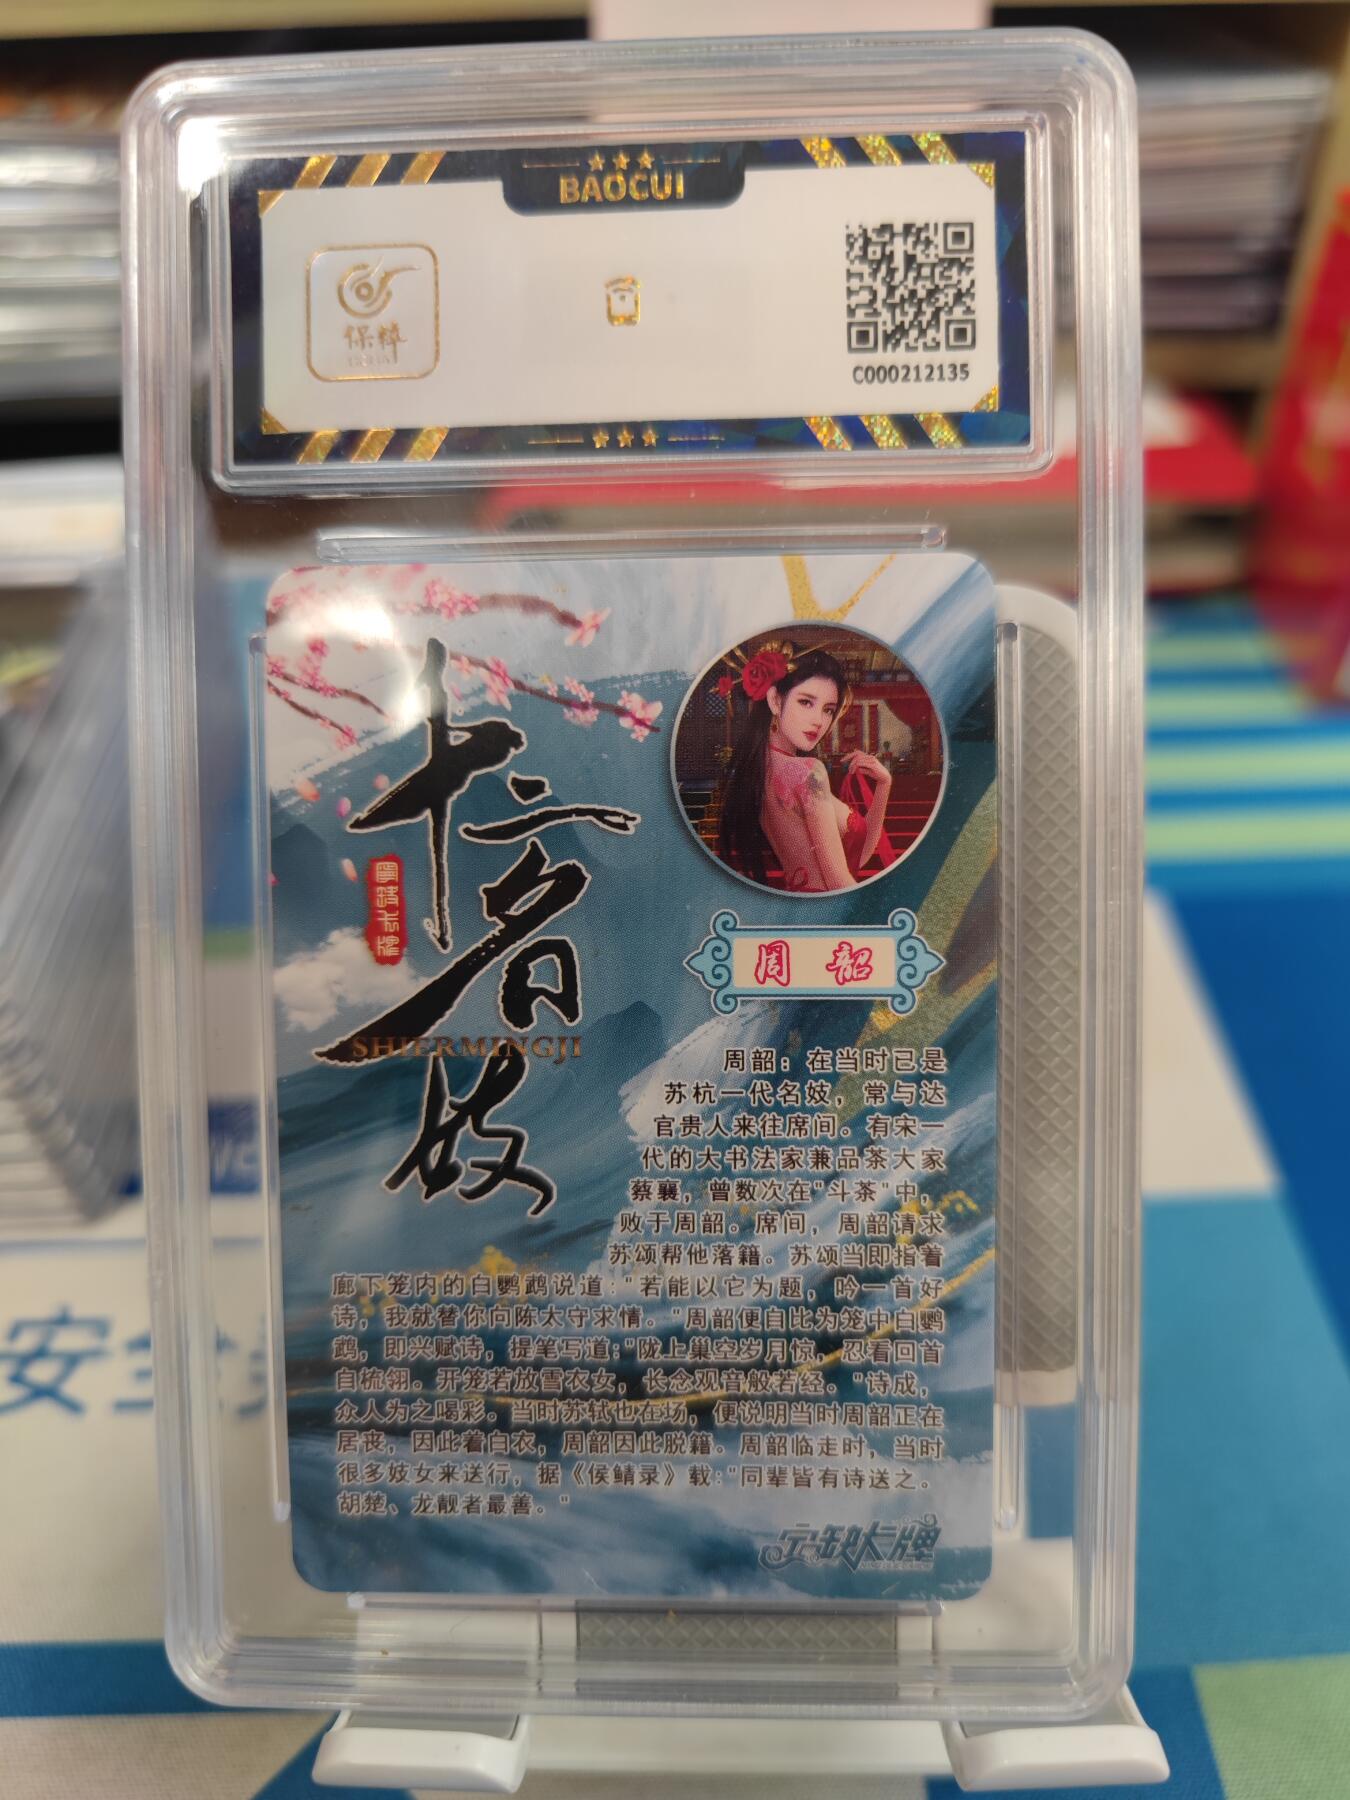 BAOCUI
保粹
C000212135
十二名妓
SHIERMINGJI
周韶
周韶：在当时已是
苏杭一代名妓，常与达
官贵人来往席间。有宋一
代的大书法家兼品茶大家
蔡襄，曾数次在"斗茶"中，
败于周韶。席间，周韶请求
苏颂帮他落籍。苏颂当即指着
廊下笼内的白鹦鹉说道："若能以它为题，吟一首好
诗，我就替你向陈太守求情。"周韶便自比为笼中白鹦
鹉，即兴赋诗，提笔写道："陇上巢空岁月惊，忍看回首
自梳翎。开笼若放雪衣女，长念观音般若经。"诗成，
众人为之喝彩。当时苏轼也在场，便说明当时周韶正在
居丧，因此着白衣，周韶因此脱籍。周韶临走时，当时
很多妓女来送行，据《侯鲭录》载："同辈皆有诗送之。
胡楚、龙靓者最善。"
宁缺卡牌
安全